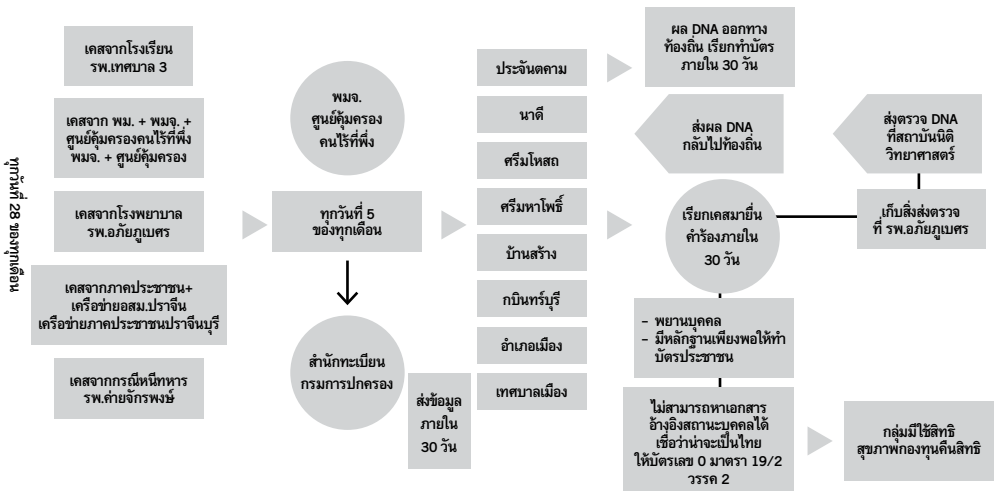 ทุกวันที่ 28 ของทุกเดือน
เคสจากโรงเรียน
รพ.เทศบาล 3
เคสจาก พม. + พมจ. +
ศูนย์คุ้มครองคนไร้ที่พึ่ง
พมจ. + ศูนย์คุ้มครอง
เคสจากโรงพยาบาล
รพ.อภัยภูเบศร
เคสจากภาคประชาชน+
เครือข่ายอสม.ปราจีน
เครือข่ายภาคประชาชนปราจีนบุรี
เคสจากกรณีหนีทหาร
รพ.ค่ายจักรพงษ์
พมจ.
ศูนย์คุ้มครอง
คนไร้ที่พึ่ง
ทุกวันที่ 5
ของทุกเดือน
สำนักทะเบียน
กรมการปกครอง
ส่งข้อมูล
ภายใน
30 วัน
ประจันตคาม
นาดี
ศรีมโหสถ
ศรีมหาโพธิ์
บ้านสร้าง
กบินทร์บุรี
อำเภอเมือง
เทศบาลเมือง
ผล DNA ออกทาง
ท้องถิ่น เรียกทำบัตร
ภายใน 30 วัน
ส่งผล DNA
กลับไปท้องถิ่น
ส่งตรวจ DNA
ที่สถาบันนิติ
วิทยาศาสตร์
เรียกเคสมายื่น
คำร้องภายใน
30 วัน
เก็บสิ่งส่งตรวจ
ที่ รพ.อภัยภูเบศร
– พยานบุคคล
– มีหลักฐานเพียงพอให้ทำ
บัตรประชาชน
ไม่สามารถหาเอกสาร
อ้างอิงสถานะบุคคลได้
เชื่อว่าน่าจะเป็นไทย
ให้บัตรเลข 0 มาตรา 19/2
วรรค 2
กลุ่มมีใช้สิทธิ
สุขภาพกองทุนคืนสิทธิ